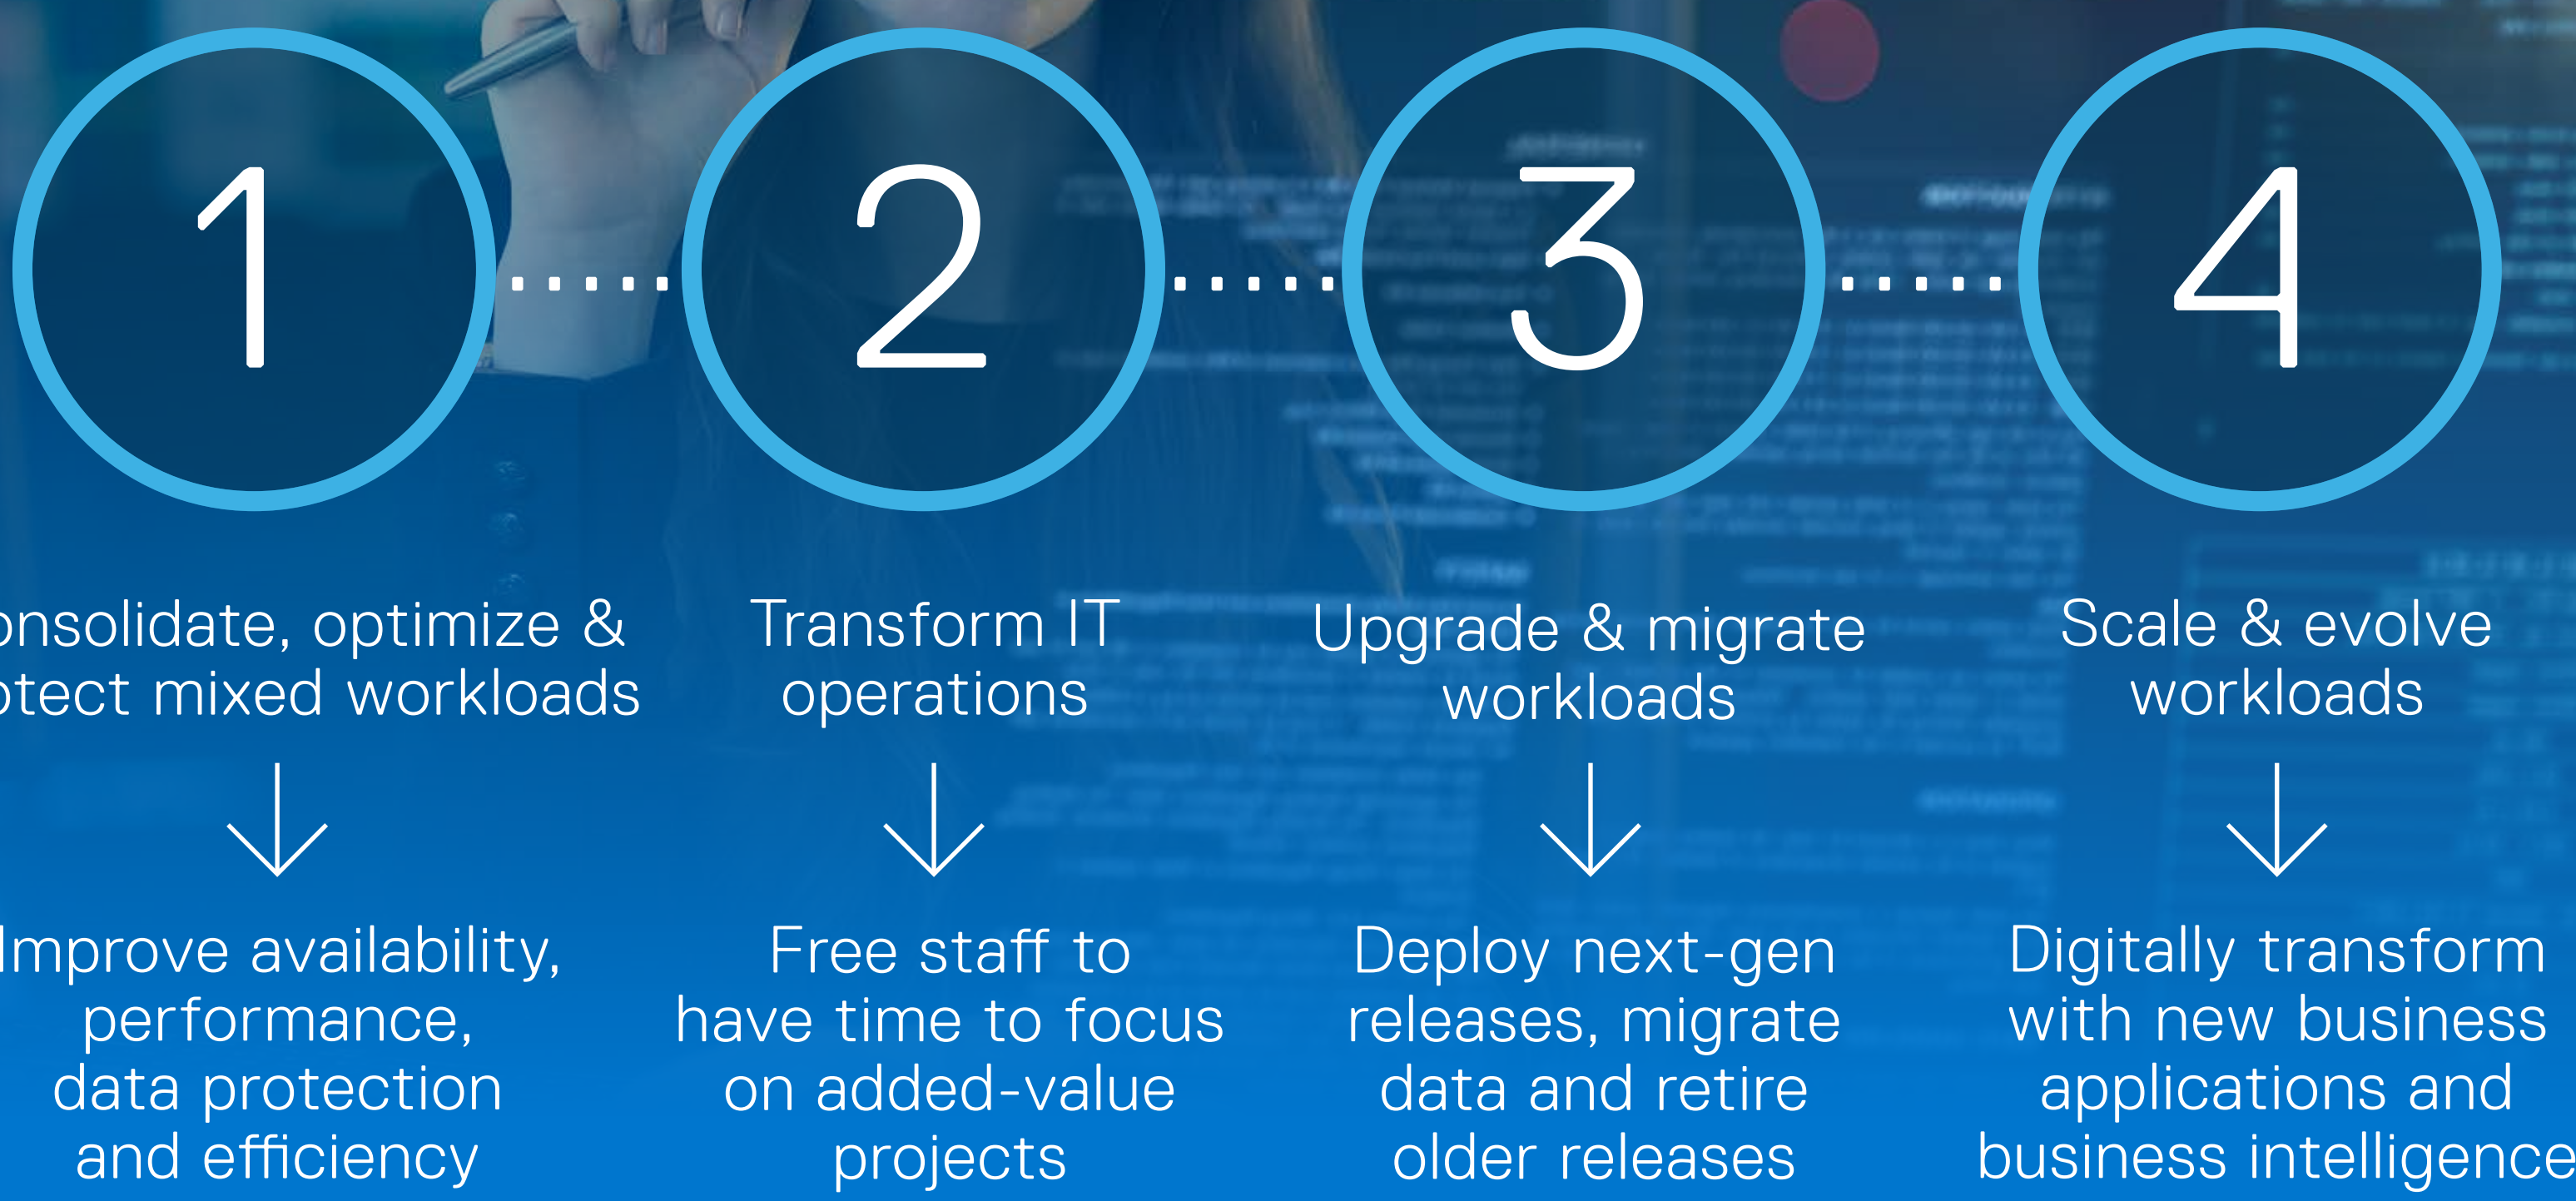 1
2
3
4
onsolidate, optimize &
otect mixed workloads
Transform IT
operations
Upgrade & migrate
workloads
Scale & evolve
workloads
Improve availability,
performance,
data protection
and efficiency
Free staff to
have time to focus
on added-value
projects
Deploy next-gen
releases, migrate
data and retire
older releases
Digitally transform
with new business
applications and
business intelligence